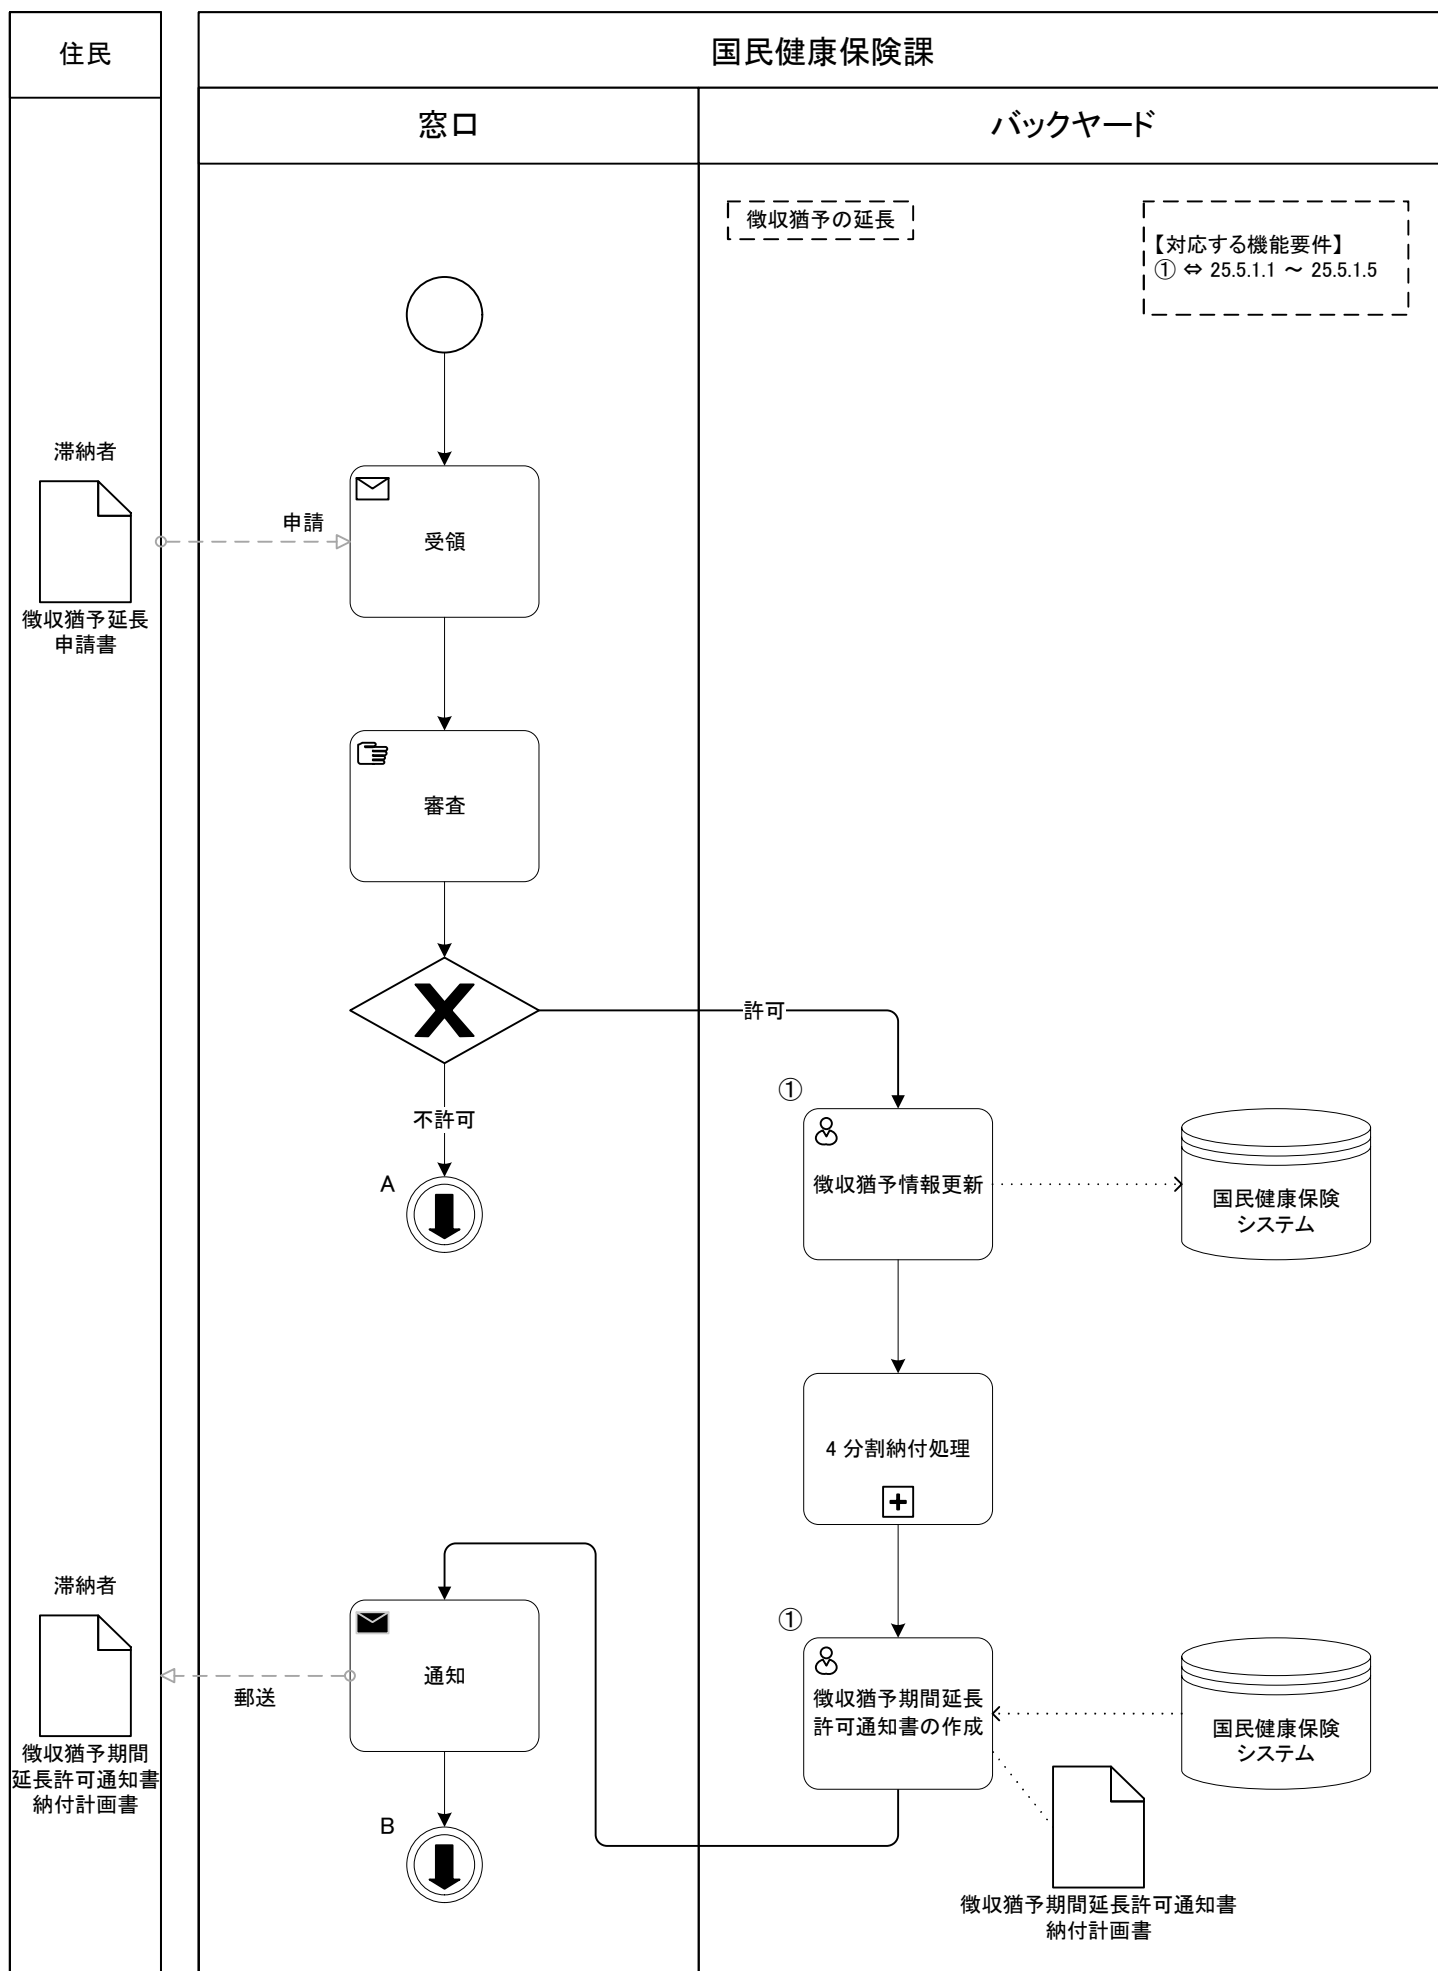 住民
国民健康保険課
窓口
バックヤード
徴収猶予の延長
【対応する機能要件】
① ⇔ 25.5.1.1 ～ 25.5.1.5
滞納者
申請
受領
徴収猶予延長
申請書
審査
許可
不許可
A
①
徴収猶予情報更新
国民健康保険
システム
4 分割納付処理
滞納者
郵送
通知
徴収猶予期間
延長許可通知書
納付計画書
①
徴収猶予期間延長
許可通知書の作成
国民健康保険
システム
B
徴収猶予期間延長許可通知書
納付計画書